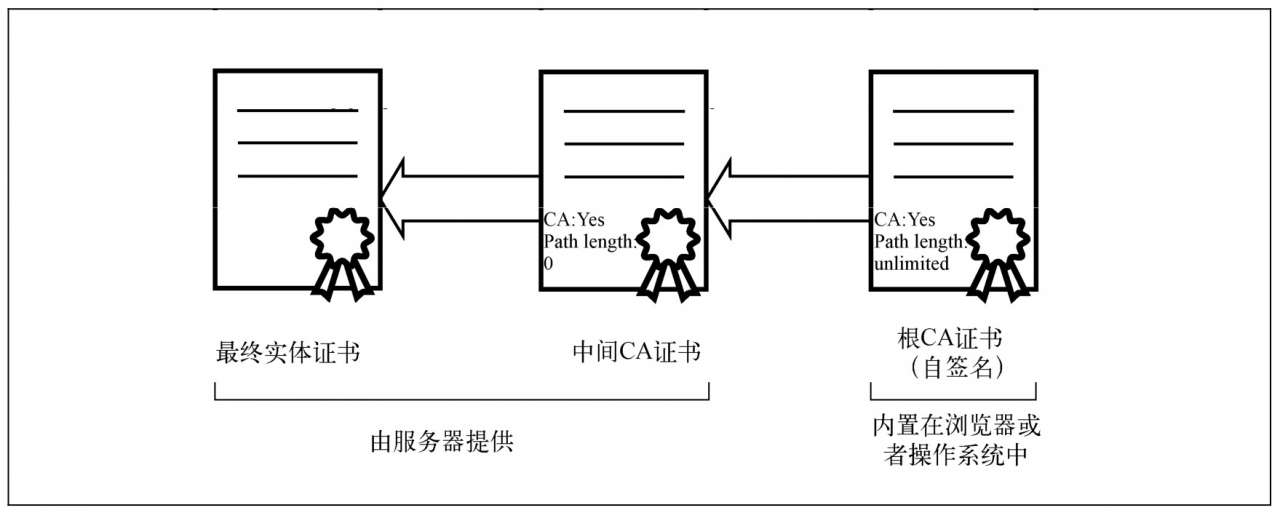 CA:Yes
Path length:
0
CA:Yes
Path length:
unlimited
最终实体证书
中间CA证书
根CA证书
（自签名）
由服务器提供
内置在浏览器或
者操作系统中